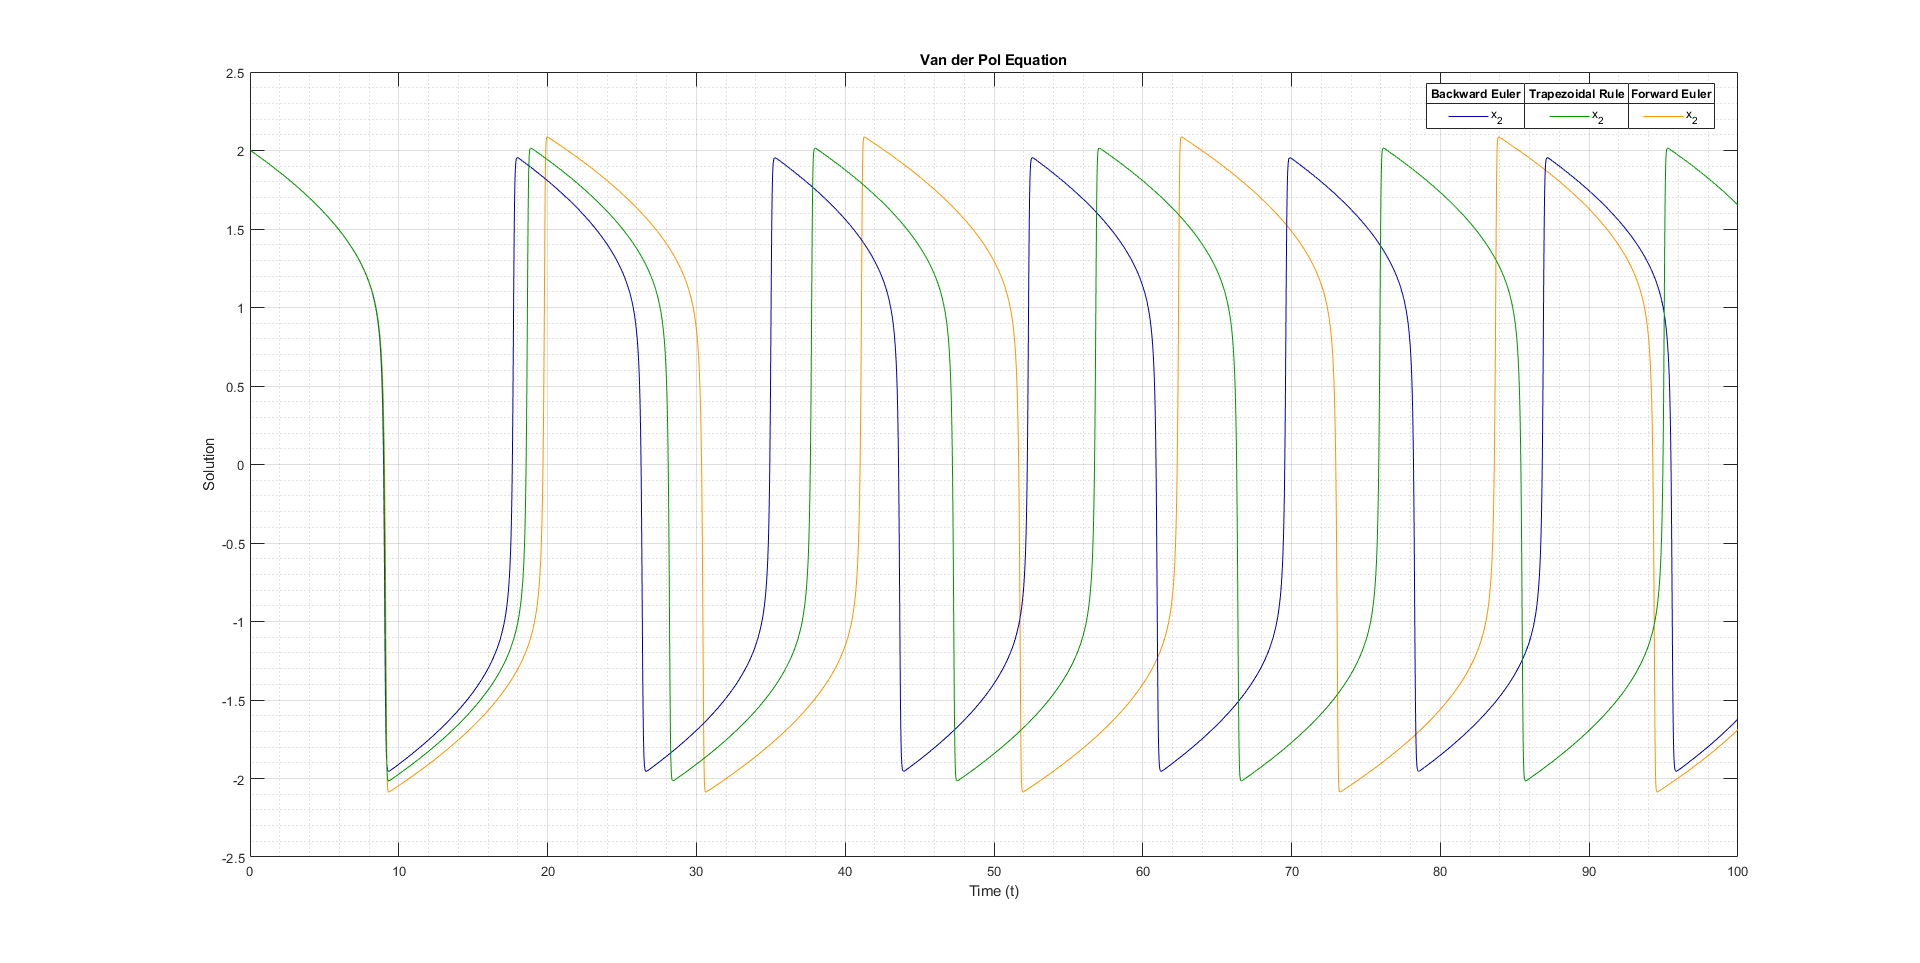 Van der Pol Equation
Backward Euler Trapezoidal Rule Forward Euler
x2 x2 x2
2.5
2
1.5
1
0.5
0
-0.5
-1
-1.5
-2
-2.5
Solution
0 10 20 30 40 50 60 70 80 90 100
Time (t)